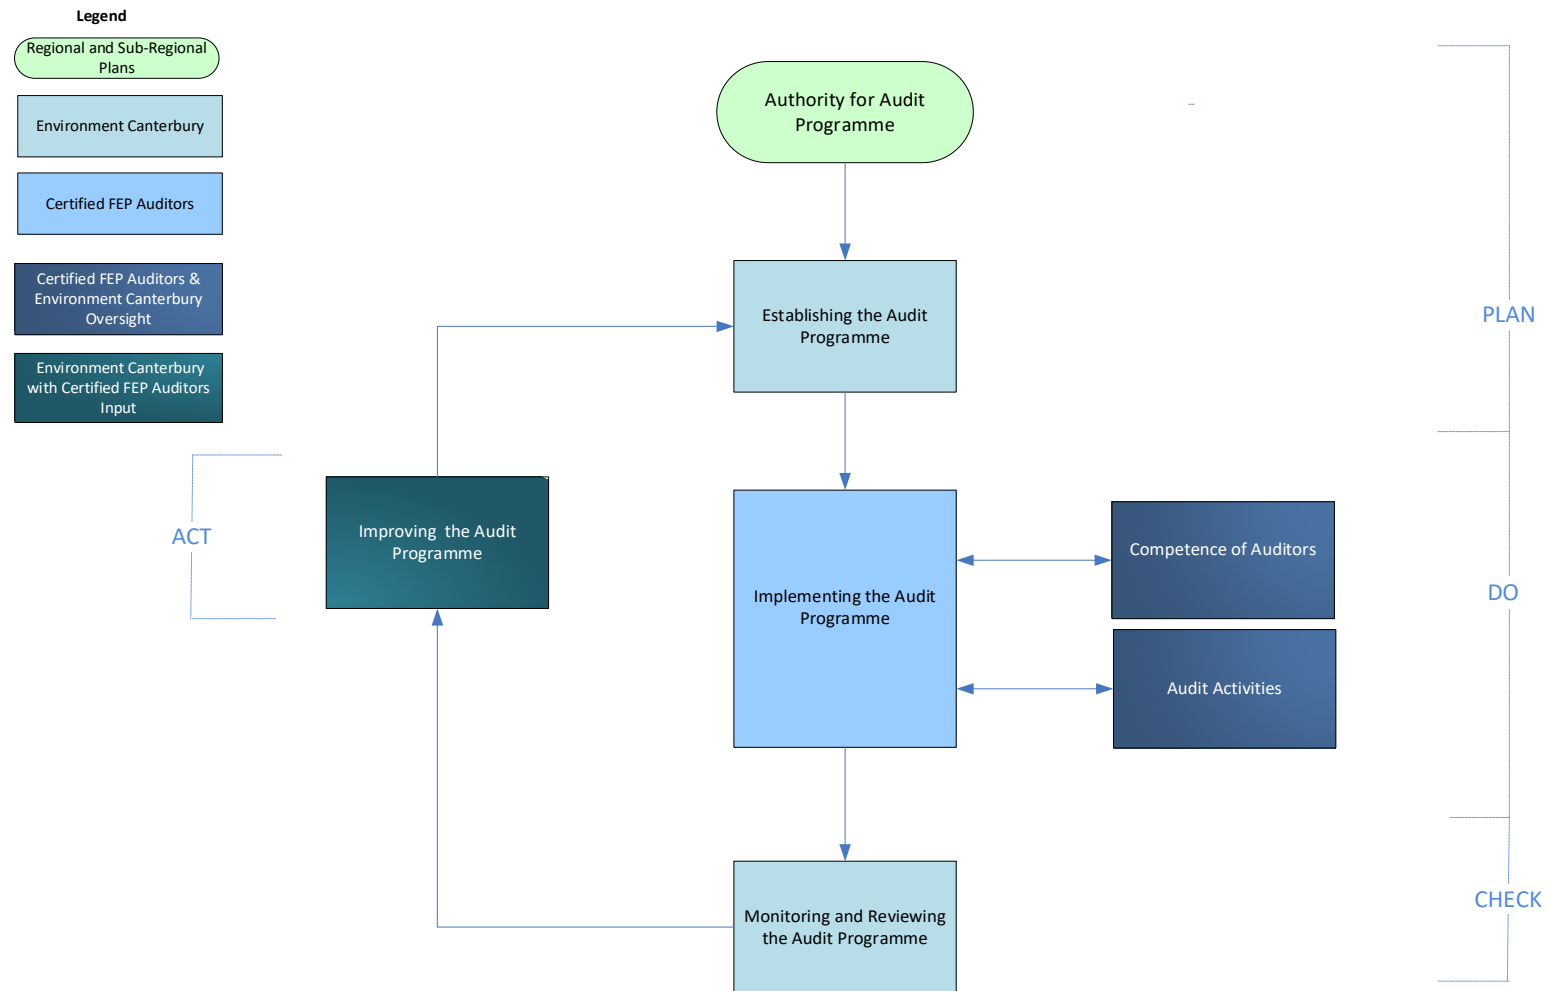 Legend
Regional and Sub-Regional
Plans
Environment Canterbury
Certified FEP Auditors
Certified FEP Auditors &
Environment Canterbury
Oversight
Environment Canterbury
with Certified FEP Auditors
Input
Authority for Audit
Programme
Establishing the Audit
Programme
PLAN
ACT
Improving the Audit
Programme
Implementing the Audit
Programme
Competence of Auditors
Audit Activities
DO
Monitoring and Reviewing
the Audit Programme
CHECK